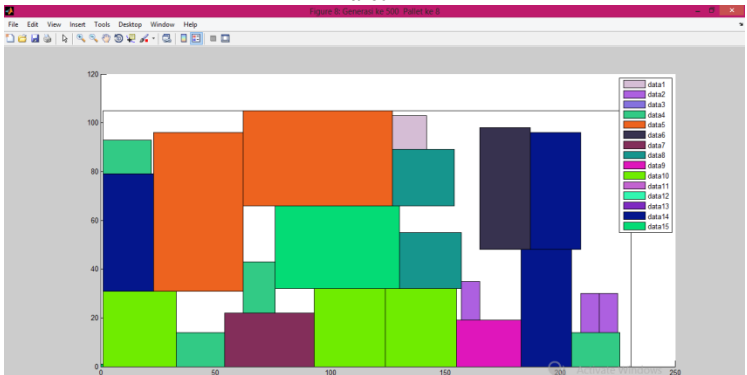 Figure 8: Generasi ke 500 Pallet ke 8
File Edit View Insert Tools Desktop Window Help
120
100
80
60
40
20
0
0 50 100 150 200 250
data1
data2
data3
data4
data5
data6
data7
data8
data9
data10
data11
data12
data13
data14
data15
Activate Windows